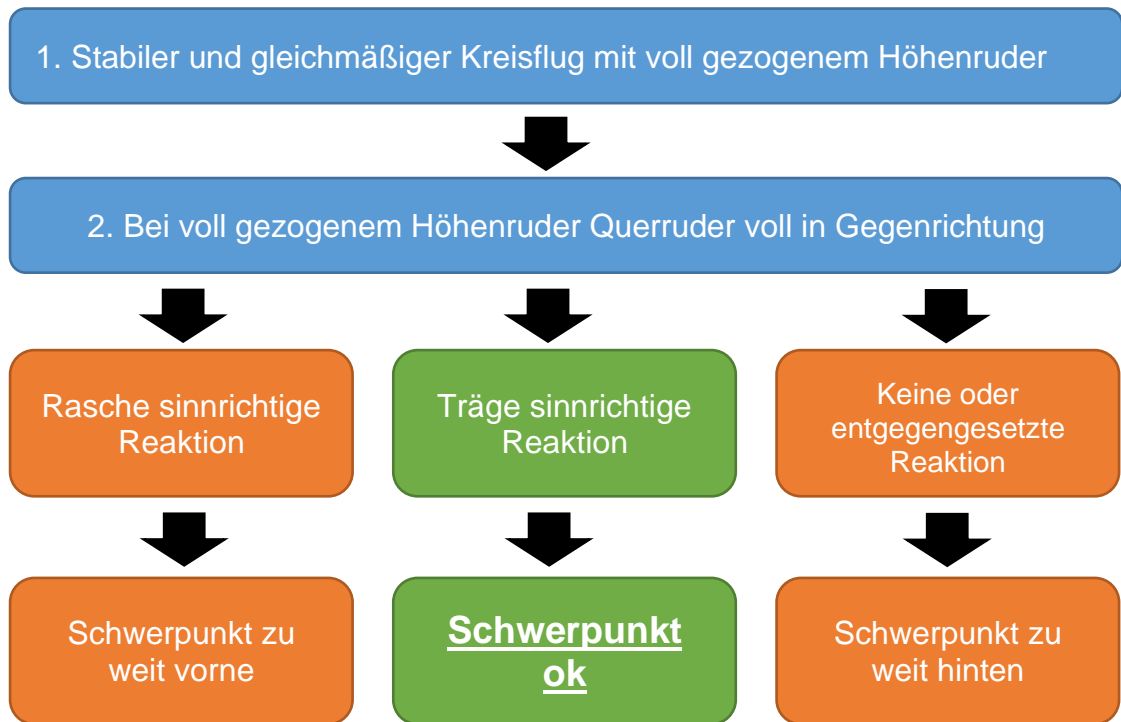 1. Stabiler und gleichmäßiger Kreisflug mit voll gezogenem Höhenruder
2. Bei voll gezogenem Höhenruder Querruder voll in Gegenrichtung
Rasche sinnrichtige
Reaktion
Träge sinnrichtige
Reaktion
Keine oder
entgegengesetzte
Reaktion
Schwerpunkt zu
weit vorne
Schwerpunkt
ok
Schwerpunkt zu
weit hinten